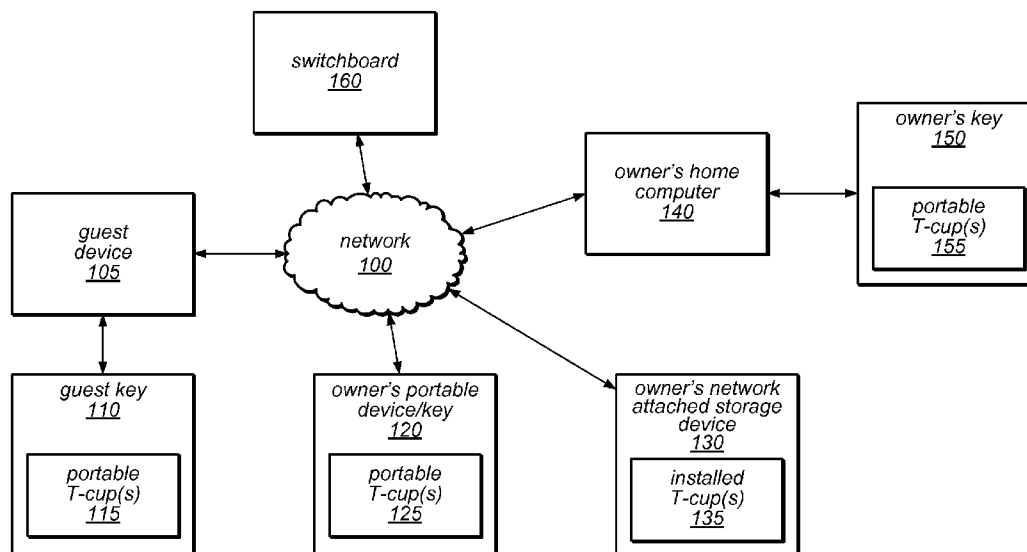 switchboard
160
owner's key
150
owner's home
computer
140
portable
T-cup(s)
155
guest
device
105
network
100
guest key
110
portable
T-cup(s)
115
owner's portable
device/key
120
portable
T-cup(s)
125
owner's network
attached storage
device
130
installed
T-cup(s)
135